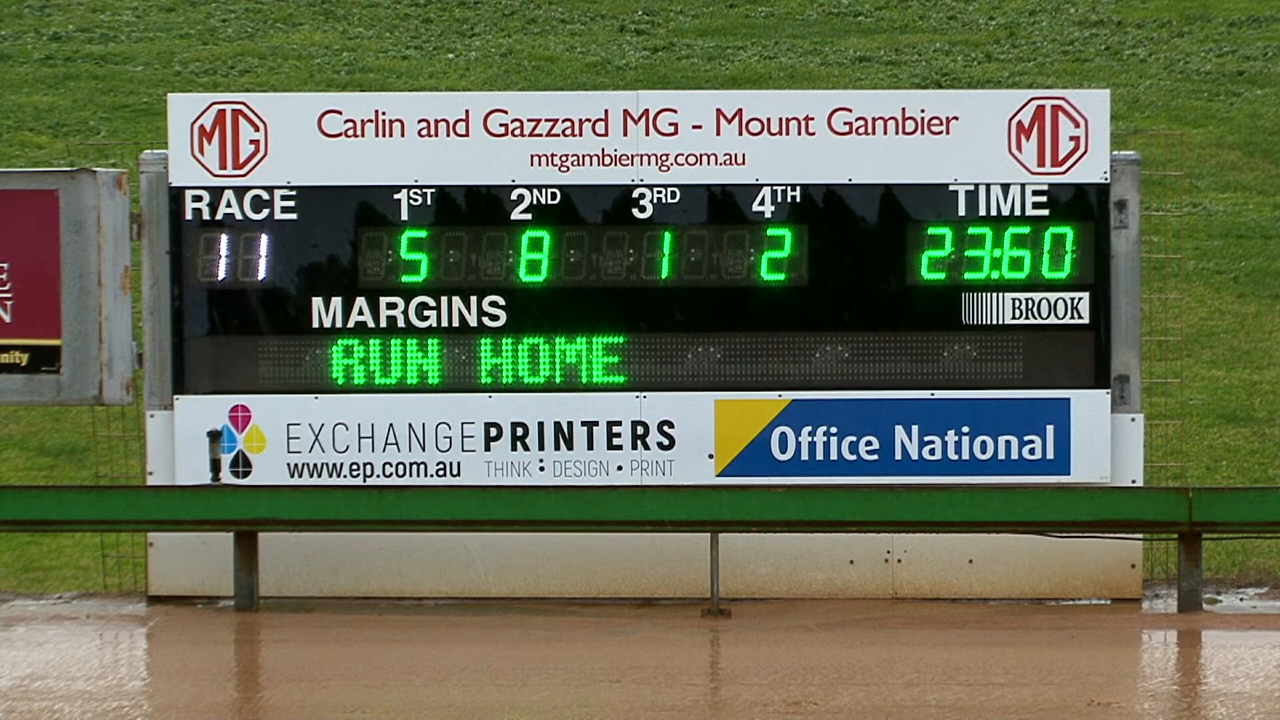 MG
Carlin and Gazzard MG - Mount Gambier
MG
mtgambiermg.com.au
RACE 1ST 2ND 3RD 4TH TIME
11 5 8 1 2 23:60
MARGINS
BROOK
RUN HOME
EXCHANGEPRINTERS
www.ep.com.au THINK : DESIGN • PRINT
Office National
E
N
nity